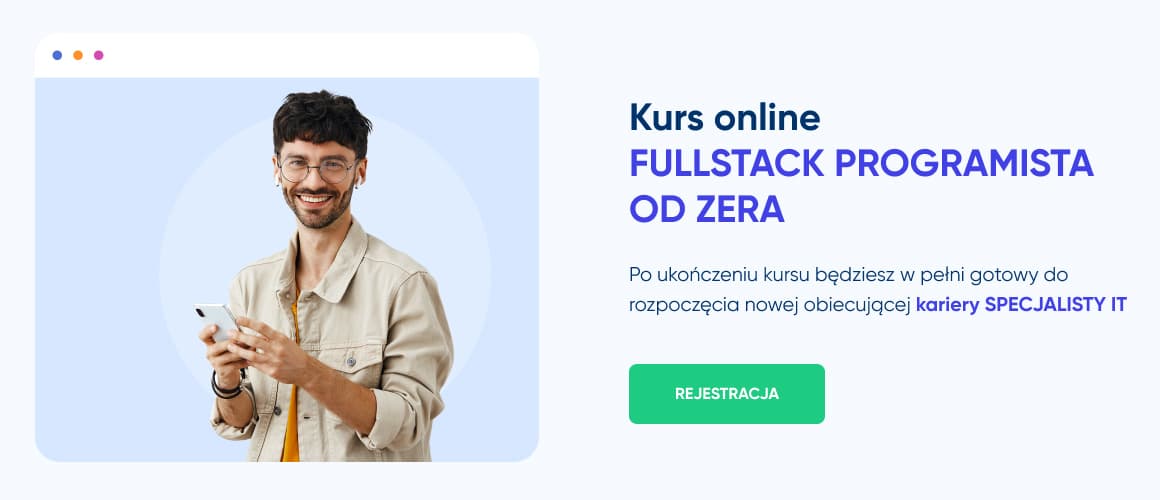 Kurs online
FULLSTACK PROGRAMISTA
OD ZERA
Po ukończeniu kursu będziesz w pełni gotowy do
rozpoczęcia nowej obiecującej kariery SPECJALISTY IT
REJESTRACJA